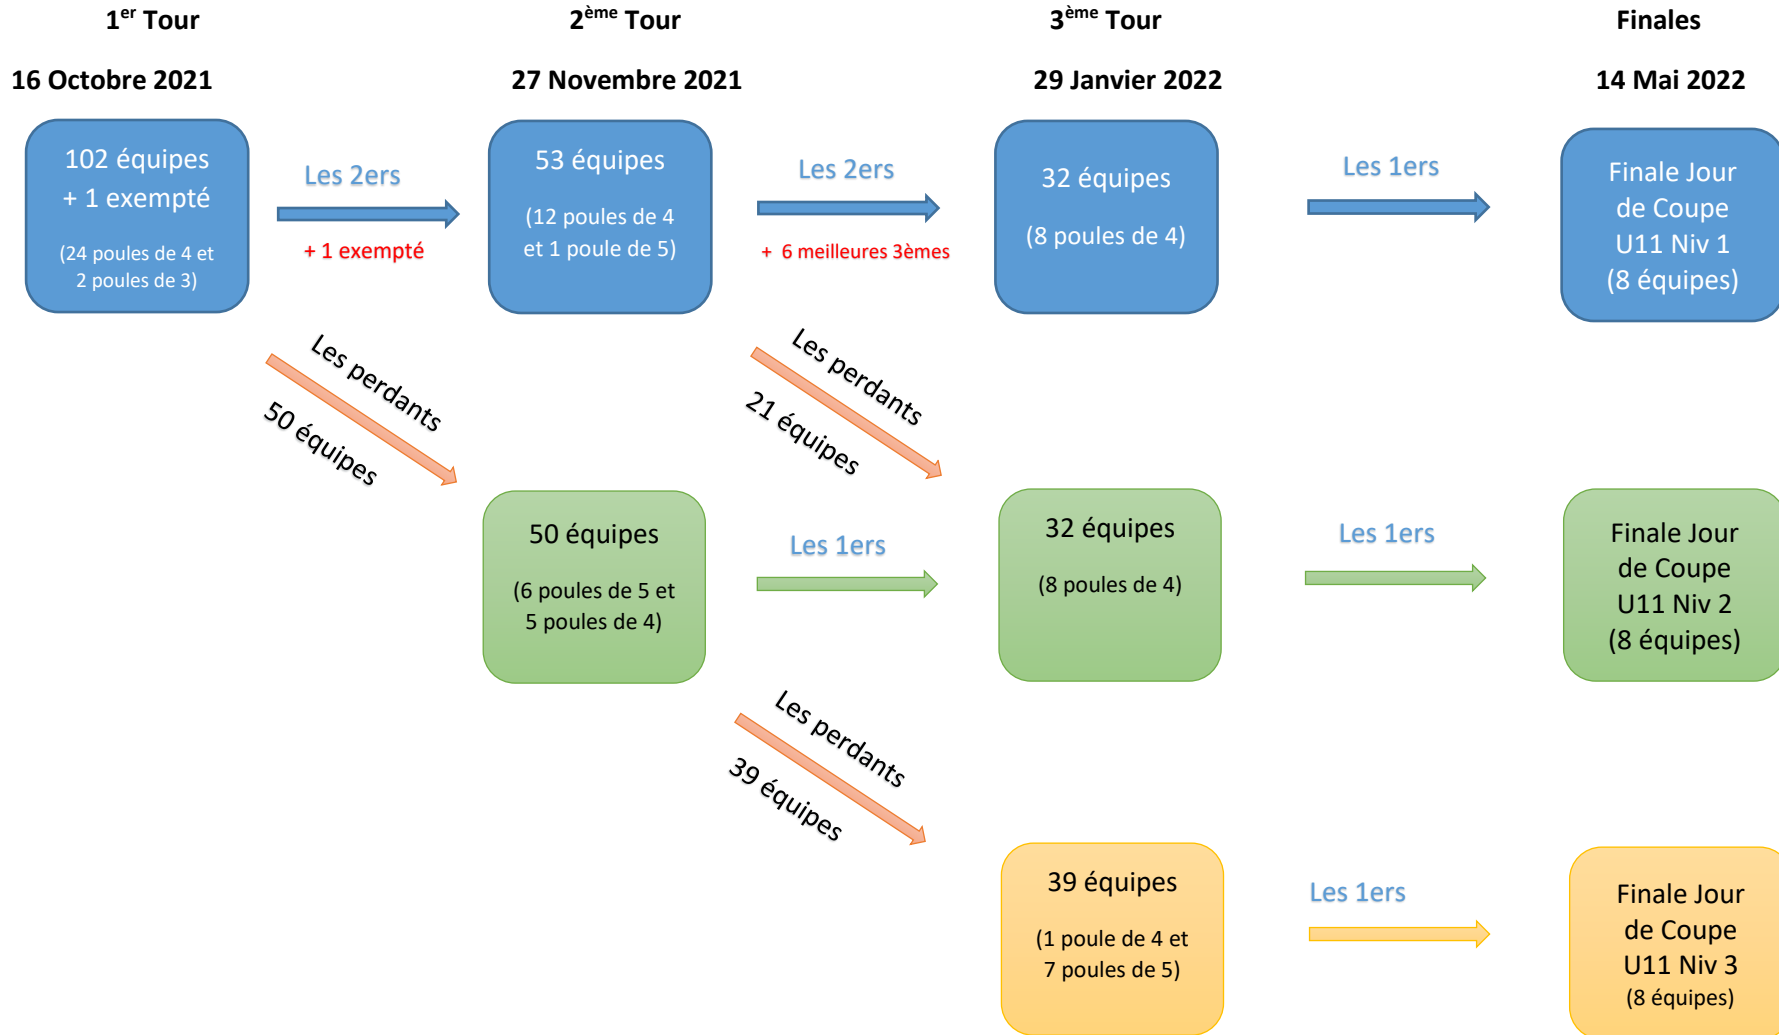 1er Tour
2ème Tour
3ème Tour
Finales
16 Octobre 2021
27 Novembre 2021
29 Janvier 2022
14 Mai 2022
102 équipes
+ 1 exempté
(24 poules de 4 et
2 poules de 3)
Les 2ers
+ 1 exempté
53 équipes
(12 poules de 4
et 1 poule de 5)
Les 2ers
+ 6 meilleures 3èmes
32 équipes
(8 poules de 4)
Les 1ers
Finale Jour
de Coupe
U11 Niv 1
(8 équipes)
Les perdants
50 équipes
Les perdants
21 équipes
50 équipes
(6 poules de 5 et
5 poules de 4)
Les 1ers
32 équipes
(8 poules de 4)
Les 1ers
Finale Jour
de Coupe
U11 Niv 2
(8 équipes)
Les perdants
39 équipes
39 équipes
(1 poule de 4 et
7 poules de 5)
Les 1ers
Finale Jour
de Coupe
U11 Niv 3
(8 équipes)